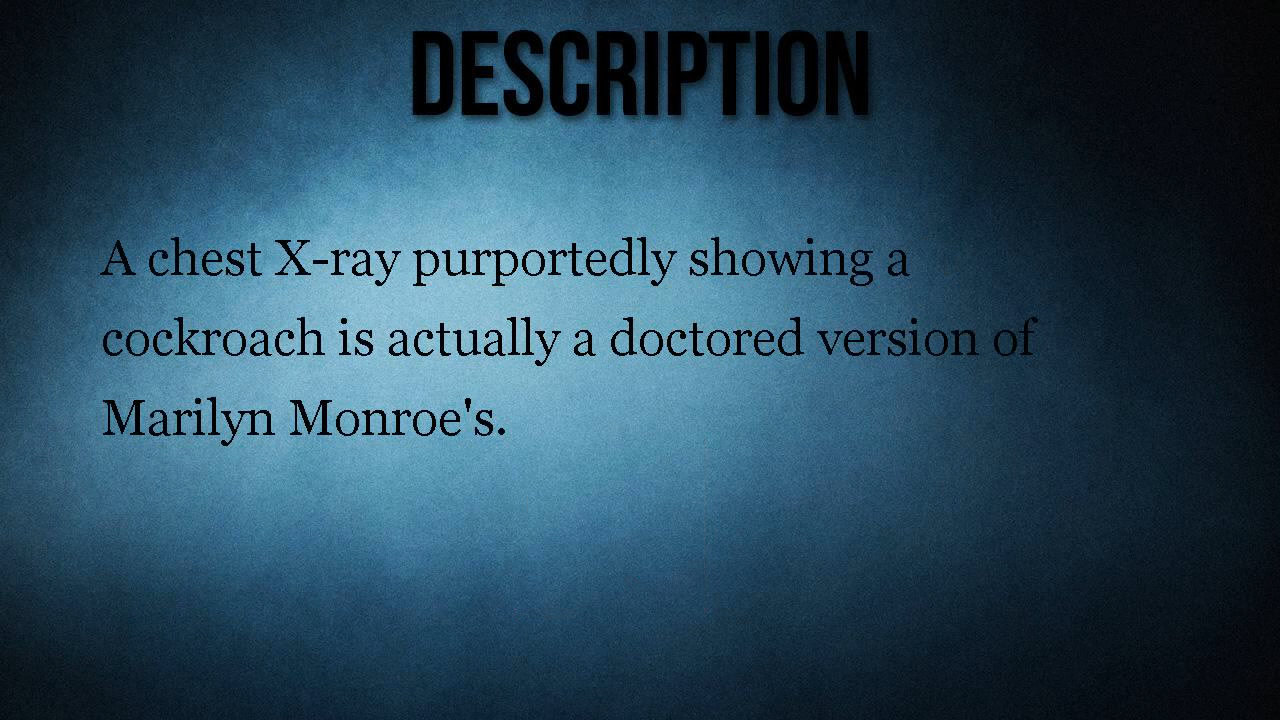 DESCRIPTION
A chest X-ray purportedly showing a
cockroach is actually a doctored version of
Marilyn Monroe's.